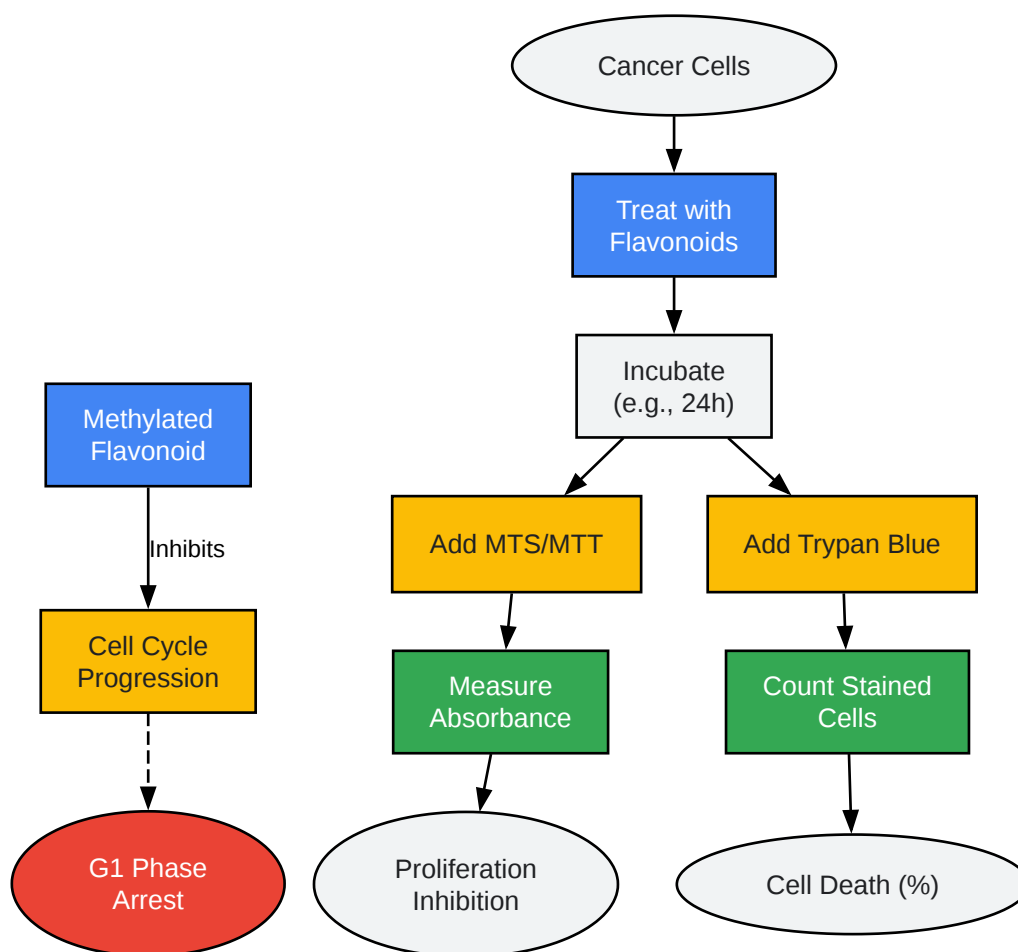 Cancer Cells
Treat with
Flavonoids
Incubate
(e.g., 24h)
Methylated
Flavonoid
Inhibits
Add MTS/MTT
Add Trypan Blue
Cell Cycle
Progression
Measure
Absorbance
Count Stained
Cells
G1 Phase
Arrest
Proliferation
Inhibition
Cell Death (%)